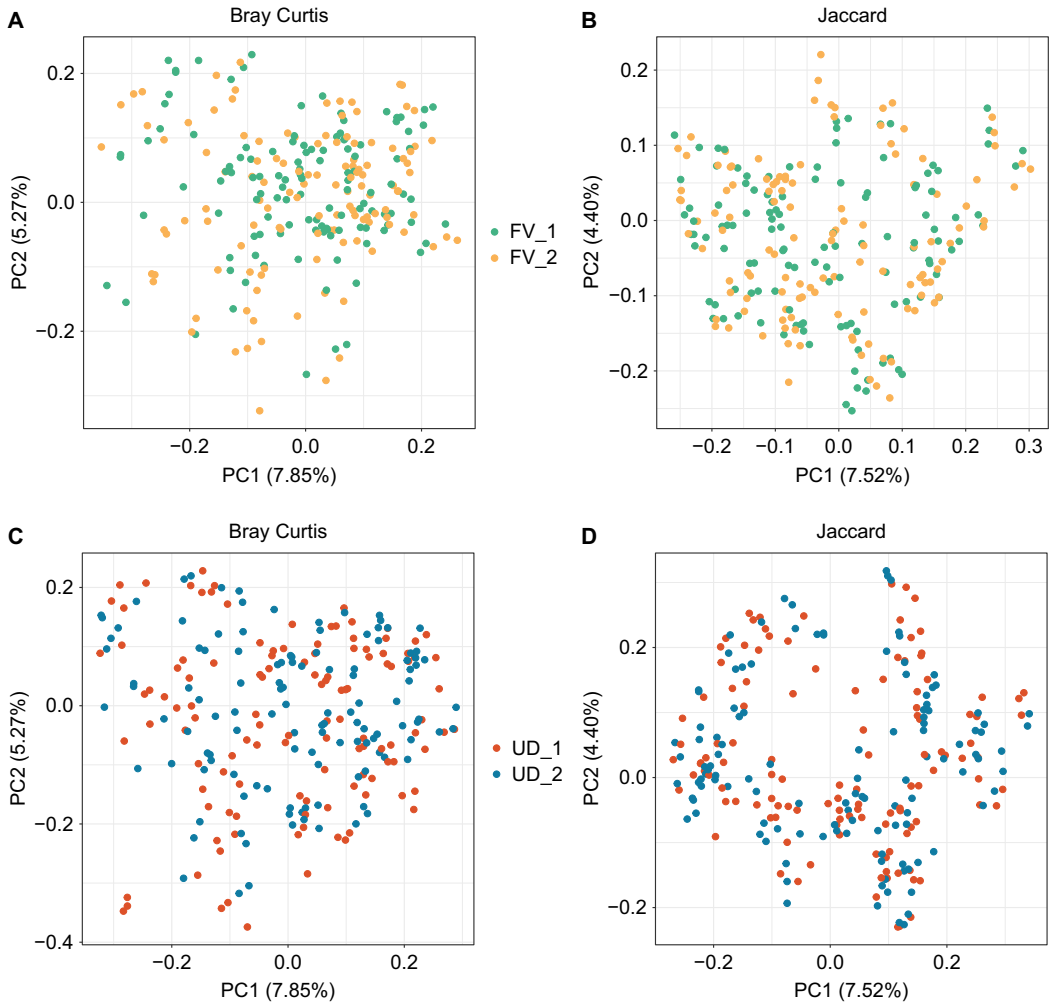 A
Bray Curtis
0.2
0.0
−0.2
PC2 (5.27%)
−0.2
0.0
0.2
PC1 (7.85%)
FV_1
FV_2
B
Jaccard
0.2
0.1
0.0
−0.1
−0.2
PC2 (4.40%)
−0.2
−0.1
0.0
0.1
0.2
0.3
PC1 (7.52%)
C
Bray Curtis
0.2
0.0
−0.2
−0.4
PC2 (5.27%)
−0.2
0.0
0.2
PC1 (7.85%)
UD_1
UD_2
D
Jaccard
0.2
0.0
−0.2
PC2 (4.40%)
−0.2
0.0
0.2
PC1 (7.52%)